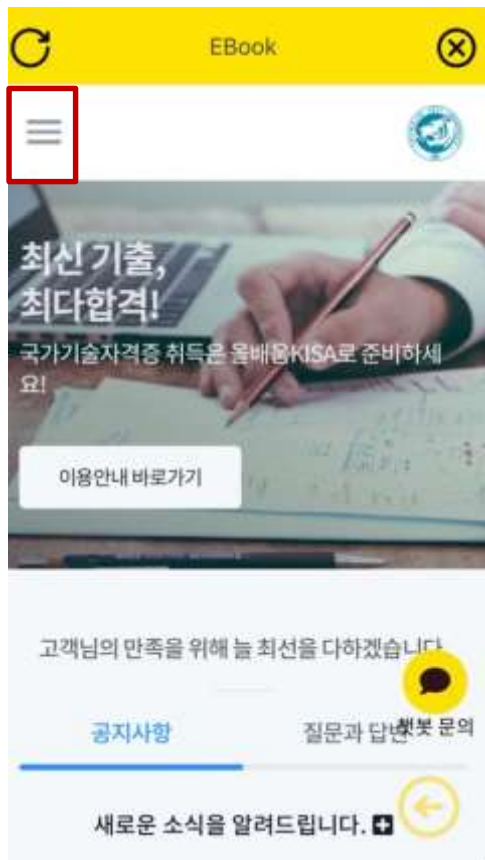 EBook
최신 기술,
최다합격!
국가기술자격증 취득은 올배움KISA로 준비하세
요!
이용안내 바로가기
고객님의 만족을 위해 늘 최선을 다하겠습니다
공지사항
질문과 답변
챗봇 문의
새로운 소식을 알려드립니다.